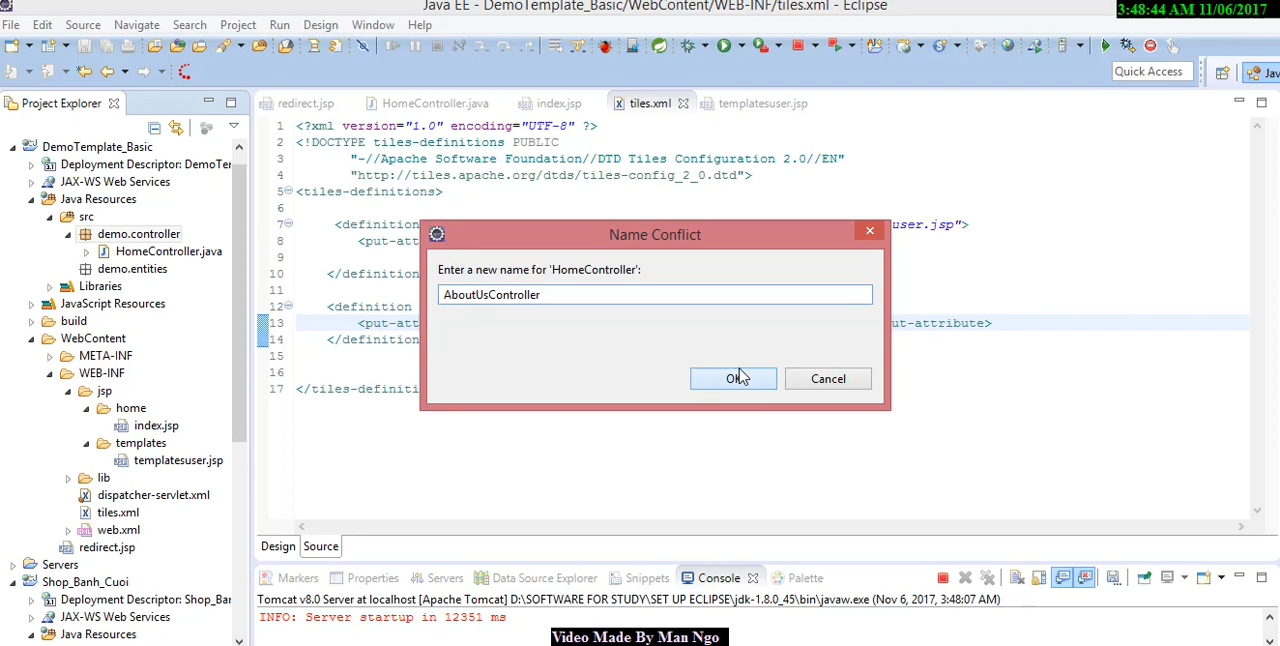 Java EE - DemoTemplate_Basic/WebContent/WEB-INF/tiles.xml - Eclipse
3:48:44 AM 11/06/2017
File Edit Source Navigate Search Project Run Design Window Help
Quick Access
Project Explorer
redirect.jsp HomeController.java index.jsp tiles.xml templatesuser.jsp
DemoTemplate_Basic
Deployment Descriptor: DemoTer
JAX-WS Web Services
Java Resources
src
demo.controller
HomeController.java
demo.entities
Libraries
JavaScript Resources
build
WebContent
META-INF
WEB-INF
jsp
home
index.jsp
templates
templatesuser.jsp
lib
dispatcher-servlet.xml
tiles.xml
web.xml
redirect.jsp
Servers
Shop_Banh_Cuoi
Deployment Descriptor: Shop_Bar
JAX-WS Web Services
Java Resources
1 <?xml version="1.0" encoding="UTF-8" ?>
2 <!DOCTYPE tiles-definitions PUBLIC
3 "-//Apache Software Foundation//DTD Tiles Configuration 2.0//EN"
4 "http://tiles.apache.org/dtds/tiles-config_2_0.dtd">
5 <tiles-definitions>
6
7 <definition user.jsp">
8 <put-att
9
10 </definition
11
12 <definition
13 <put-att ut-attribute>
14 </definition
15
16
17 </tiles-definiti
Name Conflict
Enter a new name for 'HomeController':
AboutUsController
OK Cancel
Design Source
Markers Properties Servers Data Source Explorer Snippets Console Palette
Tomcat v8.0 Server at localhost [Apache Tomcat] D:\SOFTWARE FOR STUDY\SET UP ECLIPSE\jdk-1.8.0_45\bin\javaw.exe (Nov 6, 2017, 3:48:07 AM)
INFO: Server startup in 12351 ms
Video Made By Man Ngo